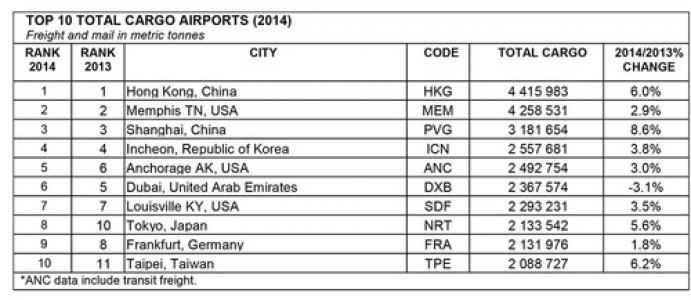 TOP 10 TOTAL CARGO AIRPORTS (2014)
Freight and mail in metric tonnes
RANK 2014 RANK 2013 CITY CODE TOTAL CARGO 2014/2013% CHANGE
1 1 Hong Kong, China HKG 4 415 983 6.0%
2 2 Memphis TN, USA MEM 4 258 531 2.9%
3 3 Shanghai, China PVG 3 181 654 8.6%
4 4 Incheon, Republic of Korea ICN 2 557 681 3.8%
5 6 Anchorage AK, USA ANC 2 492 754 3.0%
6 5 Dubai, United Arab Emirates DXB 2 367 574 -3.1%
7 7 Louisville KY, USA SDF 2 293 231 3.5%
8 10 Tokyo, Japan NRT 2 133 542 5.6%
9 8 Frankfurt, Germany FRA 2 131 976 1.8%
10 11 Taipei, Taiwan TPE 2 088 727 6.2%
*ANC data include transit freight.